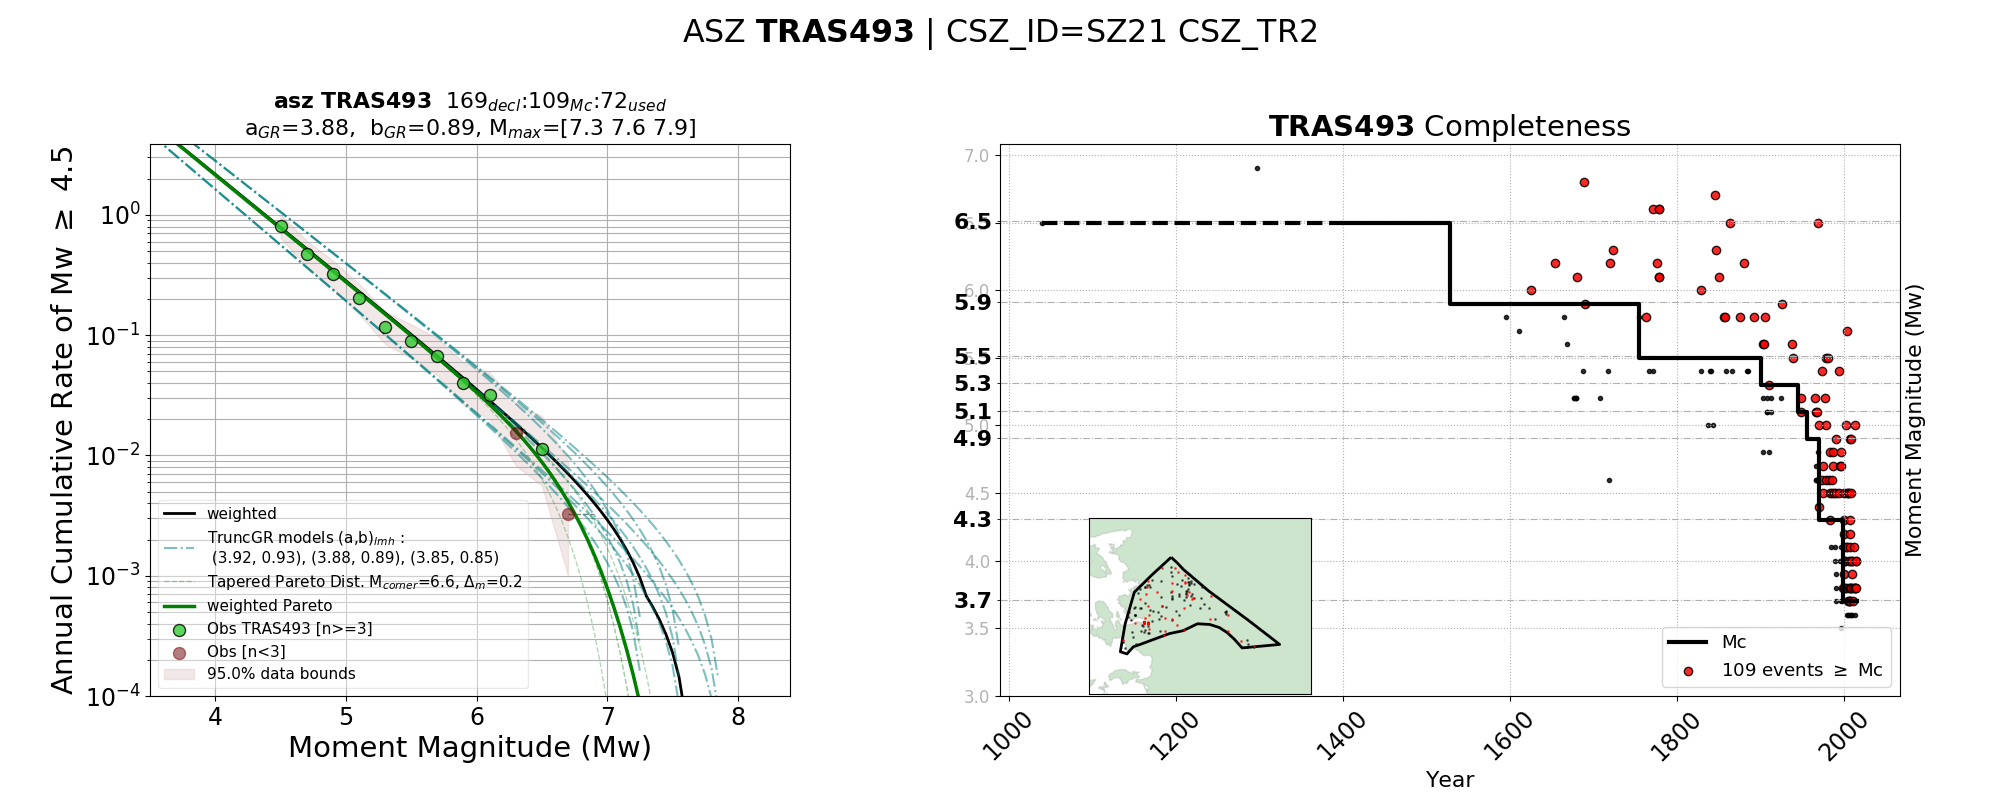 ASZ TRAS493 | CSZ_ID=SZ21 CSZ_TR2
asz TRAS493 169decl:109Mc:72used
aGR=3.88, bGR=0.89, Mmax=[7.3 7.6 7.9]
Annual Cumulative Rate of Mw ≥ 4.5
10^0
10^-1
10^-2
10^-3
10^-4
weighted
TruncGR models (a,b)lmh :
(3.92, 0.93), (3.88, 0.89), (3.85, 0.85)
Tapered Pareto Dist. Mcorner=6.6, Δm=0.2
weighted Pareto
Obs TRAS493 [n>=3]
Obs [n<3]
95.0% data bounds
4 5 6 7 8
Moment Magnitude (Mw)
TRAS493 Completeness
7.0
6.5
6.0
5.9
5.5
5.3
5.1
5.0
4.9
4.5
4.3
4.0
3.7
3.5
3.0
Moment Magnitude (Mw)
Mc
109 events ≥ Mc
1000 1200 1400 1600 1800 2000
Year